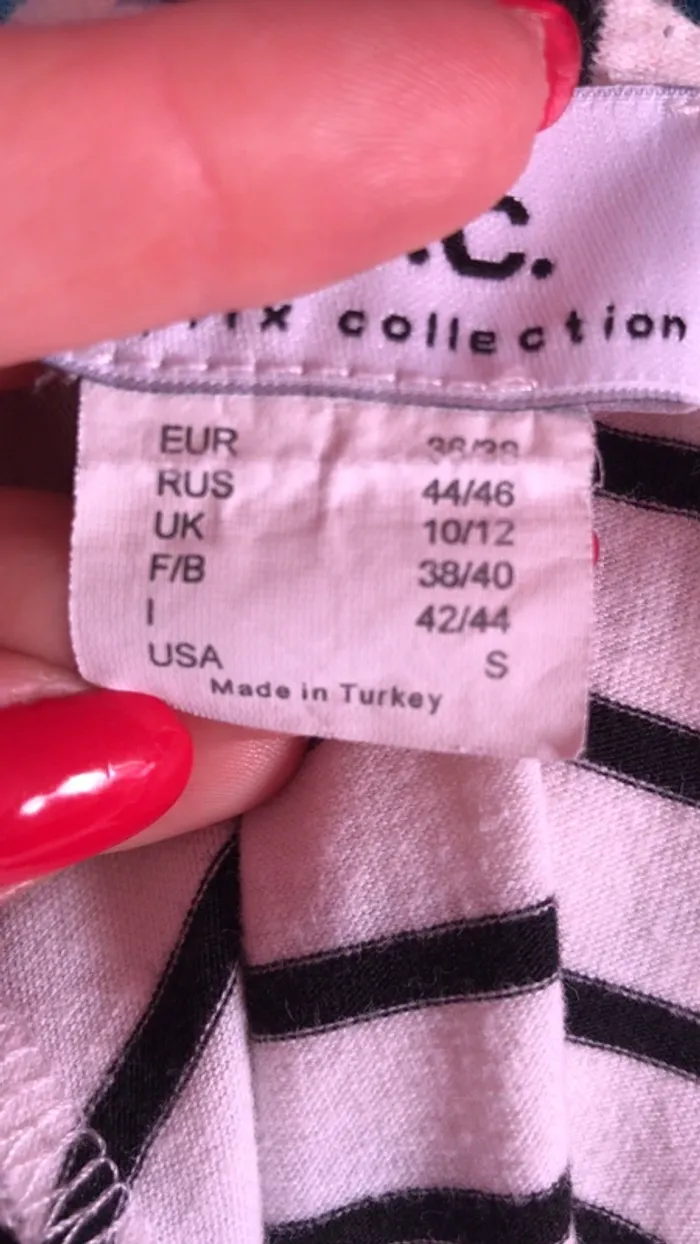 .C.
collection
EUR 36/38
RUS 44/46
UK 10/12
F/B 38/40
I 42/44
USA S
Made in Turkey